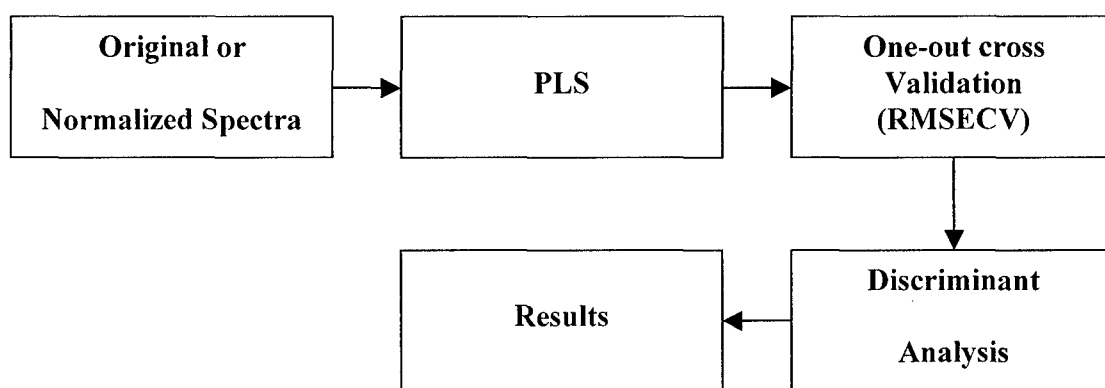 Original or
Normalized Spectra
PLS
One-out cross
Validation
(RMSECV)
Discriminant
Analysis
Results